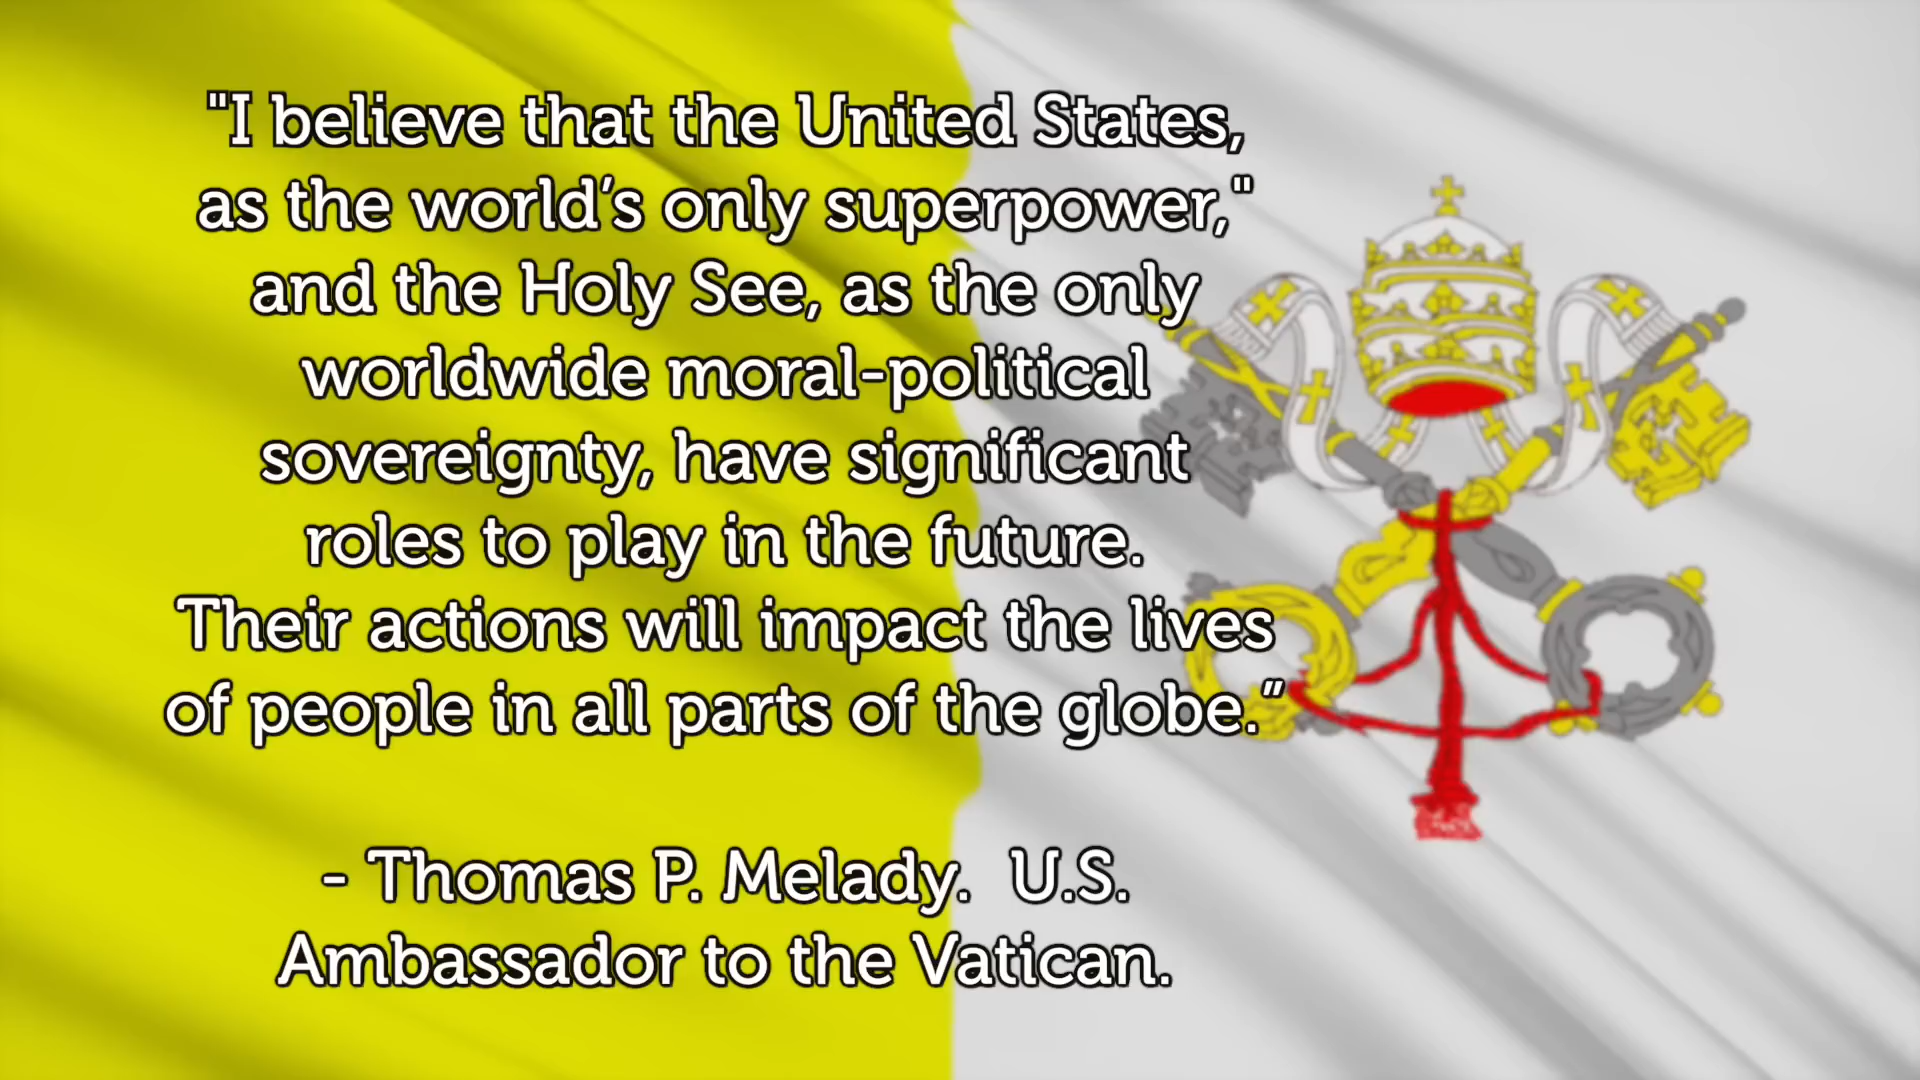 "I believe that the United States,
as the world’s only superpower,"
and the Holy See, as the only
worldwide moral-political
sovereignty, have significant
roles to play in the future.
Their actions will impact the lives
of people in all parts of the globe.”
- Thomas P. Melady.  U.S.
Ambassador to the Vatican.